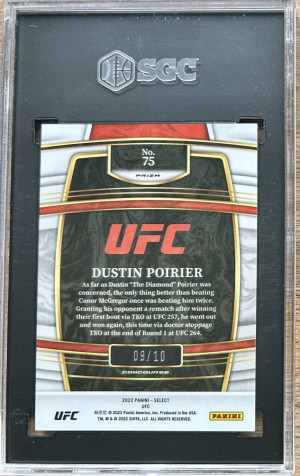 SGC
No.
75
PRIZM
UFC
DUSTIN POIRIER
As far as Dustin "The Diamond" Poirier was
concerned, the only thing better than beating
Conor McGregor once was beating him twice.
Granting his opponent a rematch after winning
their first bout via TKO at UFC 257, he went out
and won again, this time via doctor stoppage
TKO at the end of Round 1 at UFC 264.
09/10
CONCOURSE
2022 PANINI – SELECT
UFC
UFC
© 2022 Panini America, Inc. Produced in the USA.
TM, ® & © 2022 ZUFFA, LLC. ALL RIGHTS RESERVED.
PANINI